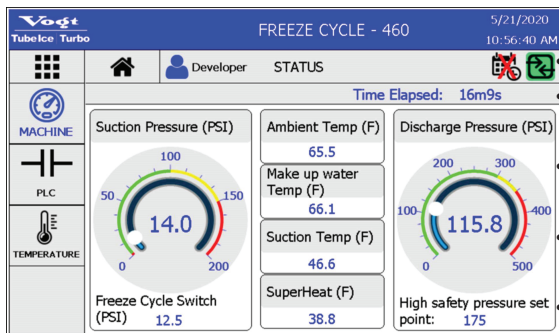 Vogt
TubeIce Turbo
FREEZE CYCLE - 460
5/21/2020
10:56:40 AM
Developer
STATUS
Time Elapsed: 16m9s
MACHINE
PLC
TEMPERATURE
Suction Pressure (PSI)
0
50
100
150
200
14.0
Freeze Cycle Switch
(PSI) 12.5
Ambient Temp (F)
65.5
Make up water
Temp (F)
66.1
Suction Temp (F)
46.6
SuperHeat (F)
38.8
Discharge Pressure (PSI)
0
100
200
300
400
500
115.8
High safety pressure set
point: 175